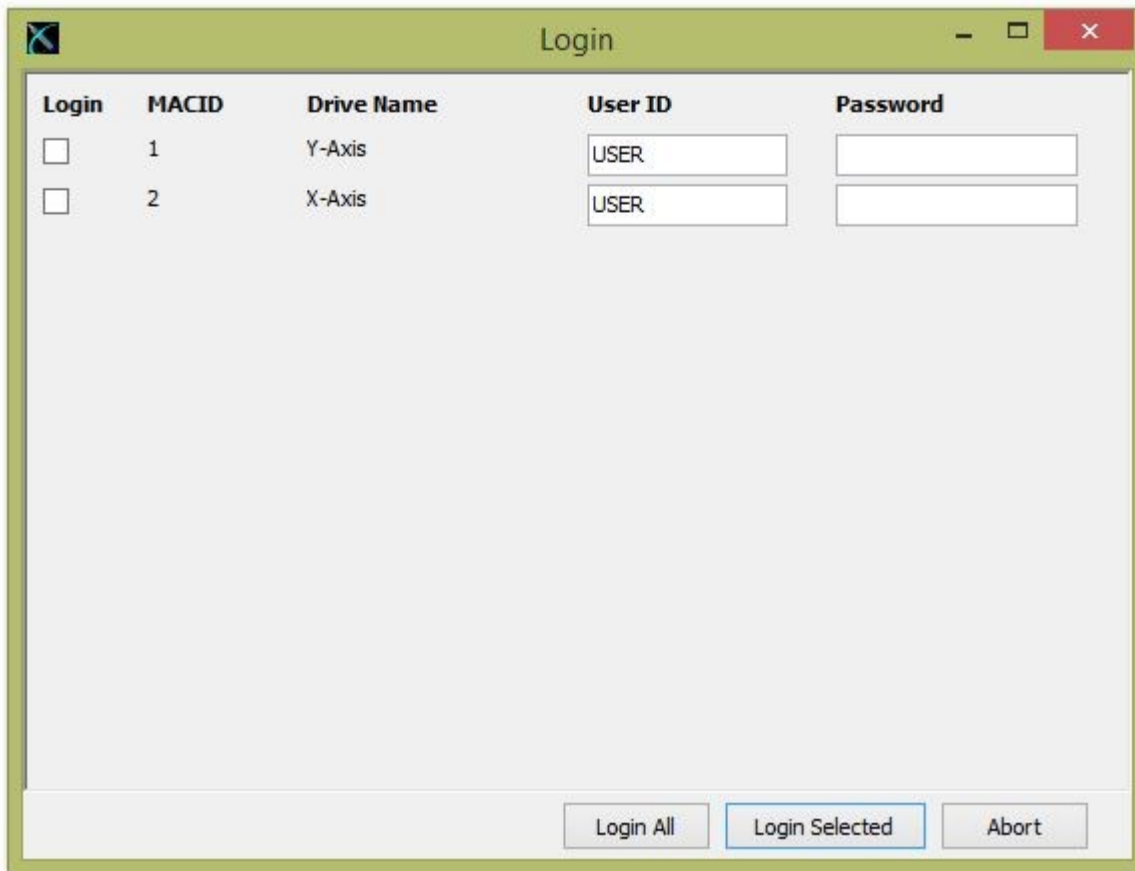 Login
Login MACID Drive Name User ID Password
1 Y-Axis USER
2 X-Axis USER
Login All Login Selected Abort